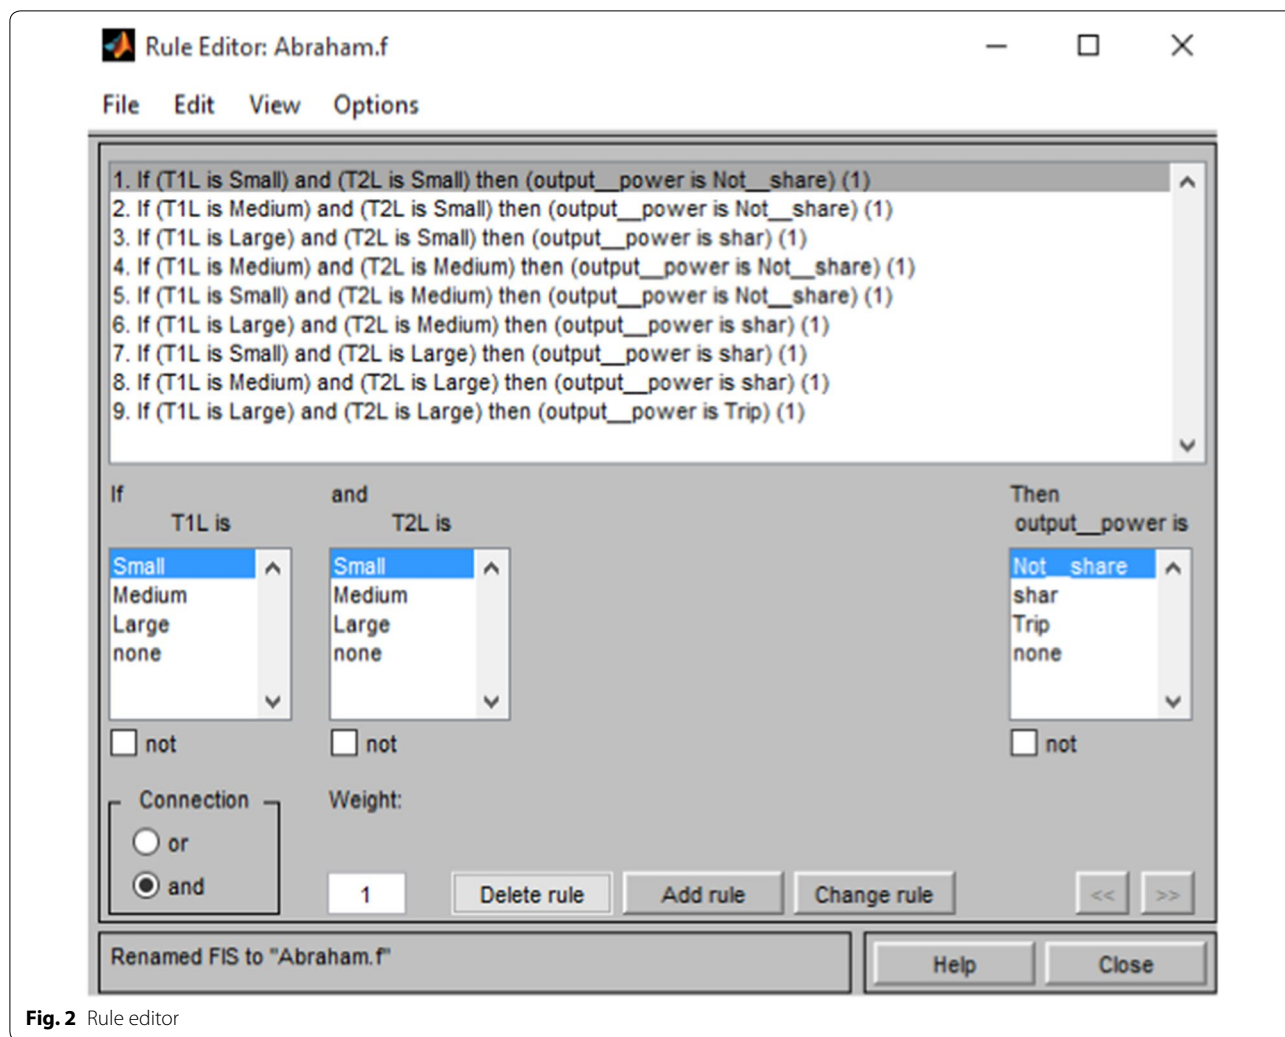 Rule Editor: Abraham.f
File Edit View Options
1. If (T1L is Small) and (T2L is Small) then (output__power is Not__share) (1)
2. If (T1L is Medium) and (T2L is Small) then (output__power is Not__share) (1)
3. If (T1L is Large) and (T2L is Small) then (output__power is shar) (1)
4. If (T1L is Medium) and (T2L is Medium) then (output__power is Not__share) (1)
5. If (T1L is Small) and (T2L is Medium) then (output__power is Not__share) (1)
6. If (T1L is Large) and (T2L is Medium) then (output__power is shar) (1)
7. If (T1L is Small) and (T2L is Large) then (output__power is shar) (1)
8. If (T1L is Medium) and (T2L is Large) then (output__power is shar) (1)
9. If (T1L is Large) and (T2L is Large) then (output__power is Trip) (1)
If and Then
T1L is T2L is output__power is
Small Small Not__share
Medium Medium shar
Large Large Trip
none none none
not not not
Connection Weight:
or
and 1 Delete rule Add rule Change rule << >>
Renamed FIS to "Abraham.f" Help Close
Fig. 2 Rule editor